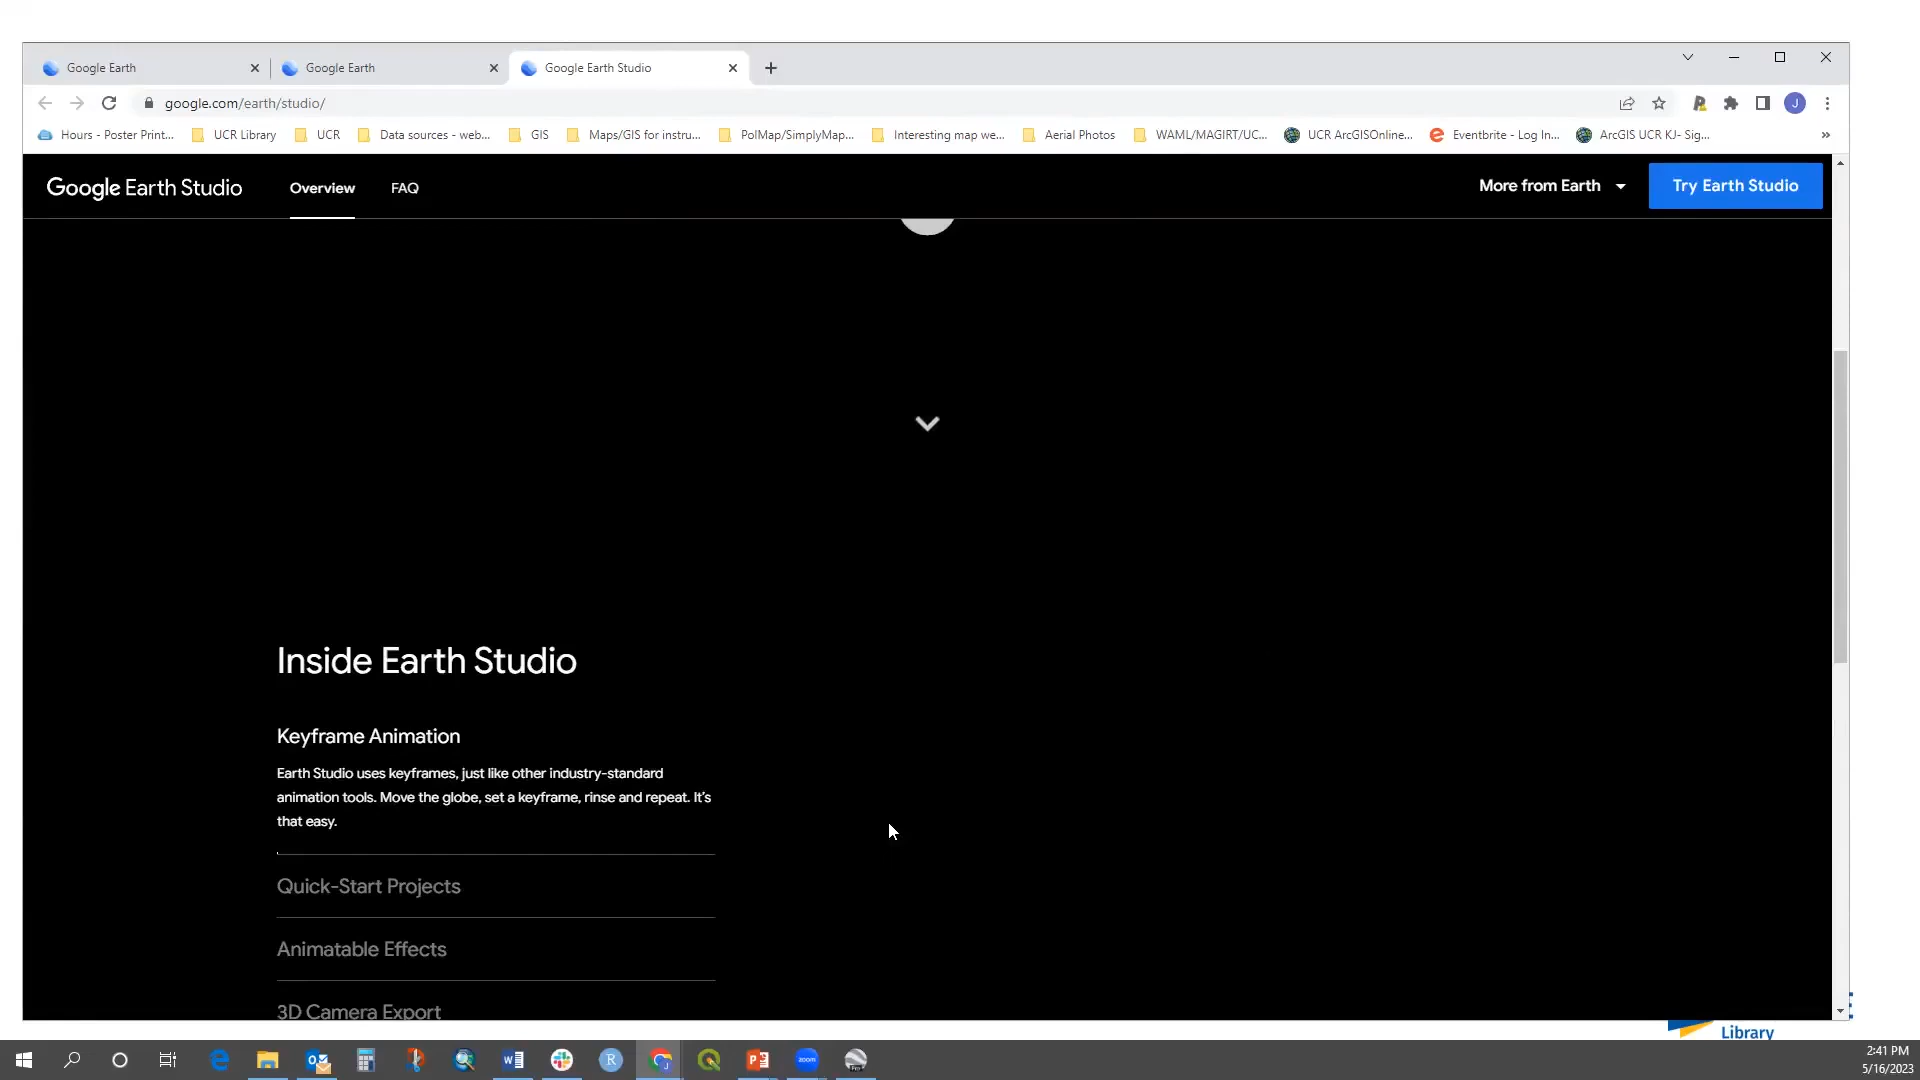 Google Earth
Google Earth
Google Earth Studio
google.com/earth/studio/
J
Hours - Poster Print...
UCR Library
UCR
Data sources - web...
GIS
Maps/GIS for instru...
PolMap/SimplyMap...
Interesting map we...
Aerial Photos
WAML/MAGIRT/UC...
UCR ArcGISOnline...
Eventbrite - Log In...
ArcGIS UCR KJ- Sig...
»
Google Earth Studio
Overview
FAQ
More from Earth
Try Earth Studio
Inside Earth Studio
Keyframe Animation
Earth Studio uses keyframes, just like other industry-standard
animation tools. Move the globe, set a keyframe, rinse and repeat. It's
that easy.
Quick-Start Projects
Animatable Effects
3D Camera Export
Library
zoom
2:41 PM
5/16/2023